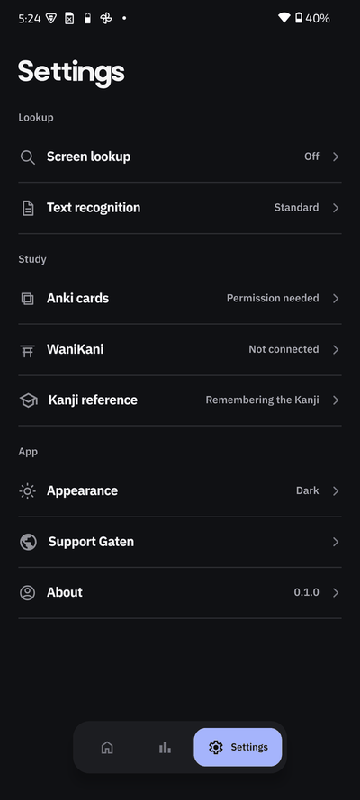 5:24
40%
Settings
Lookup
Screen lookup Off
Text recognition Standard
Study
Anki cards Permission needed
WaniKani Not connected
Kanji reference Remembering the Kanji
App
Appearance Dark
Support Gaten
About 0.1.0
Settings